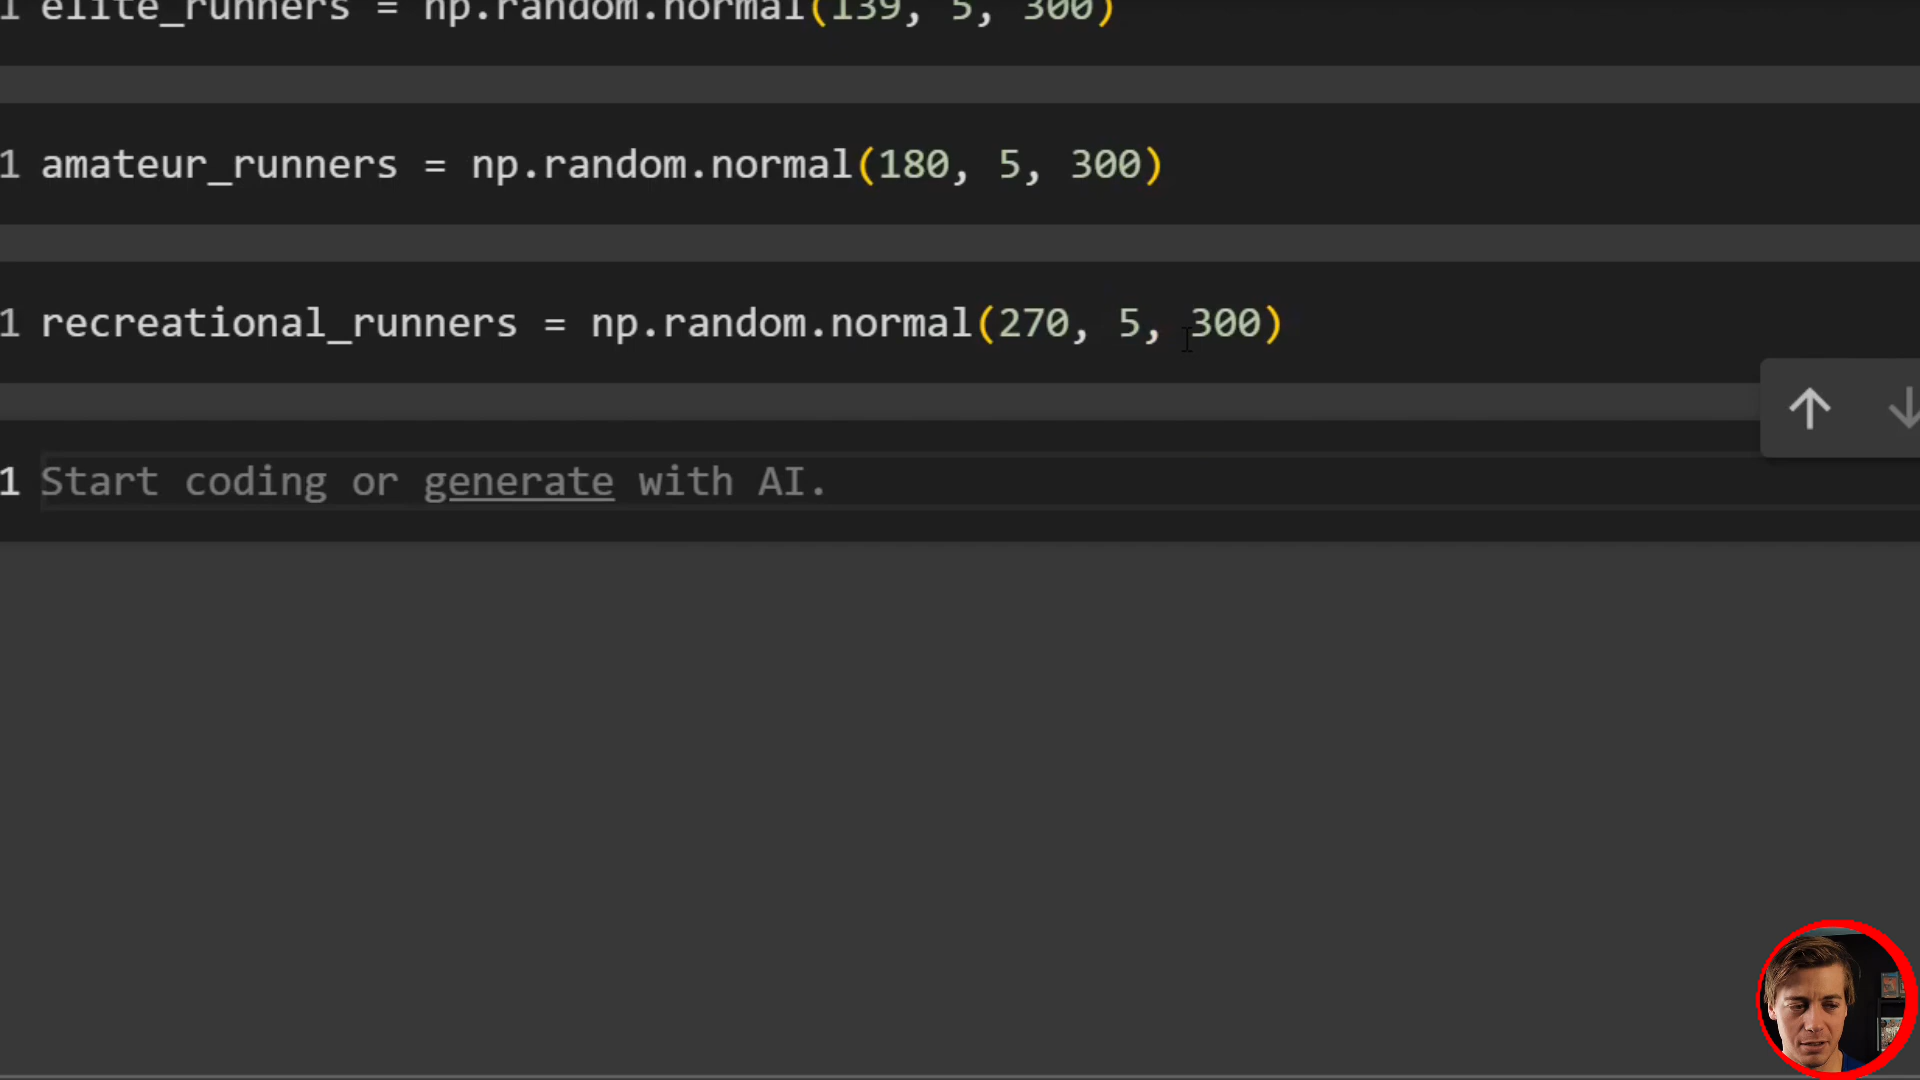 1 elite_runners = np.random.normal(139, 5, 300)
1 amateur_runners = np.random.normal(180, 5, 300)
1 recreational_runners = np.random.normal(270, 5, 300)
1 Start coding or generate with AI.